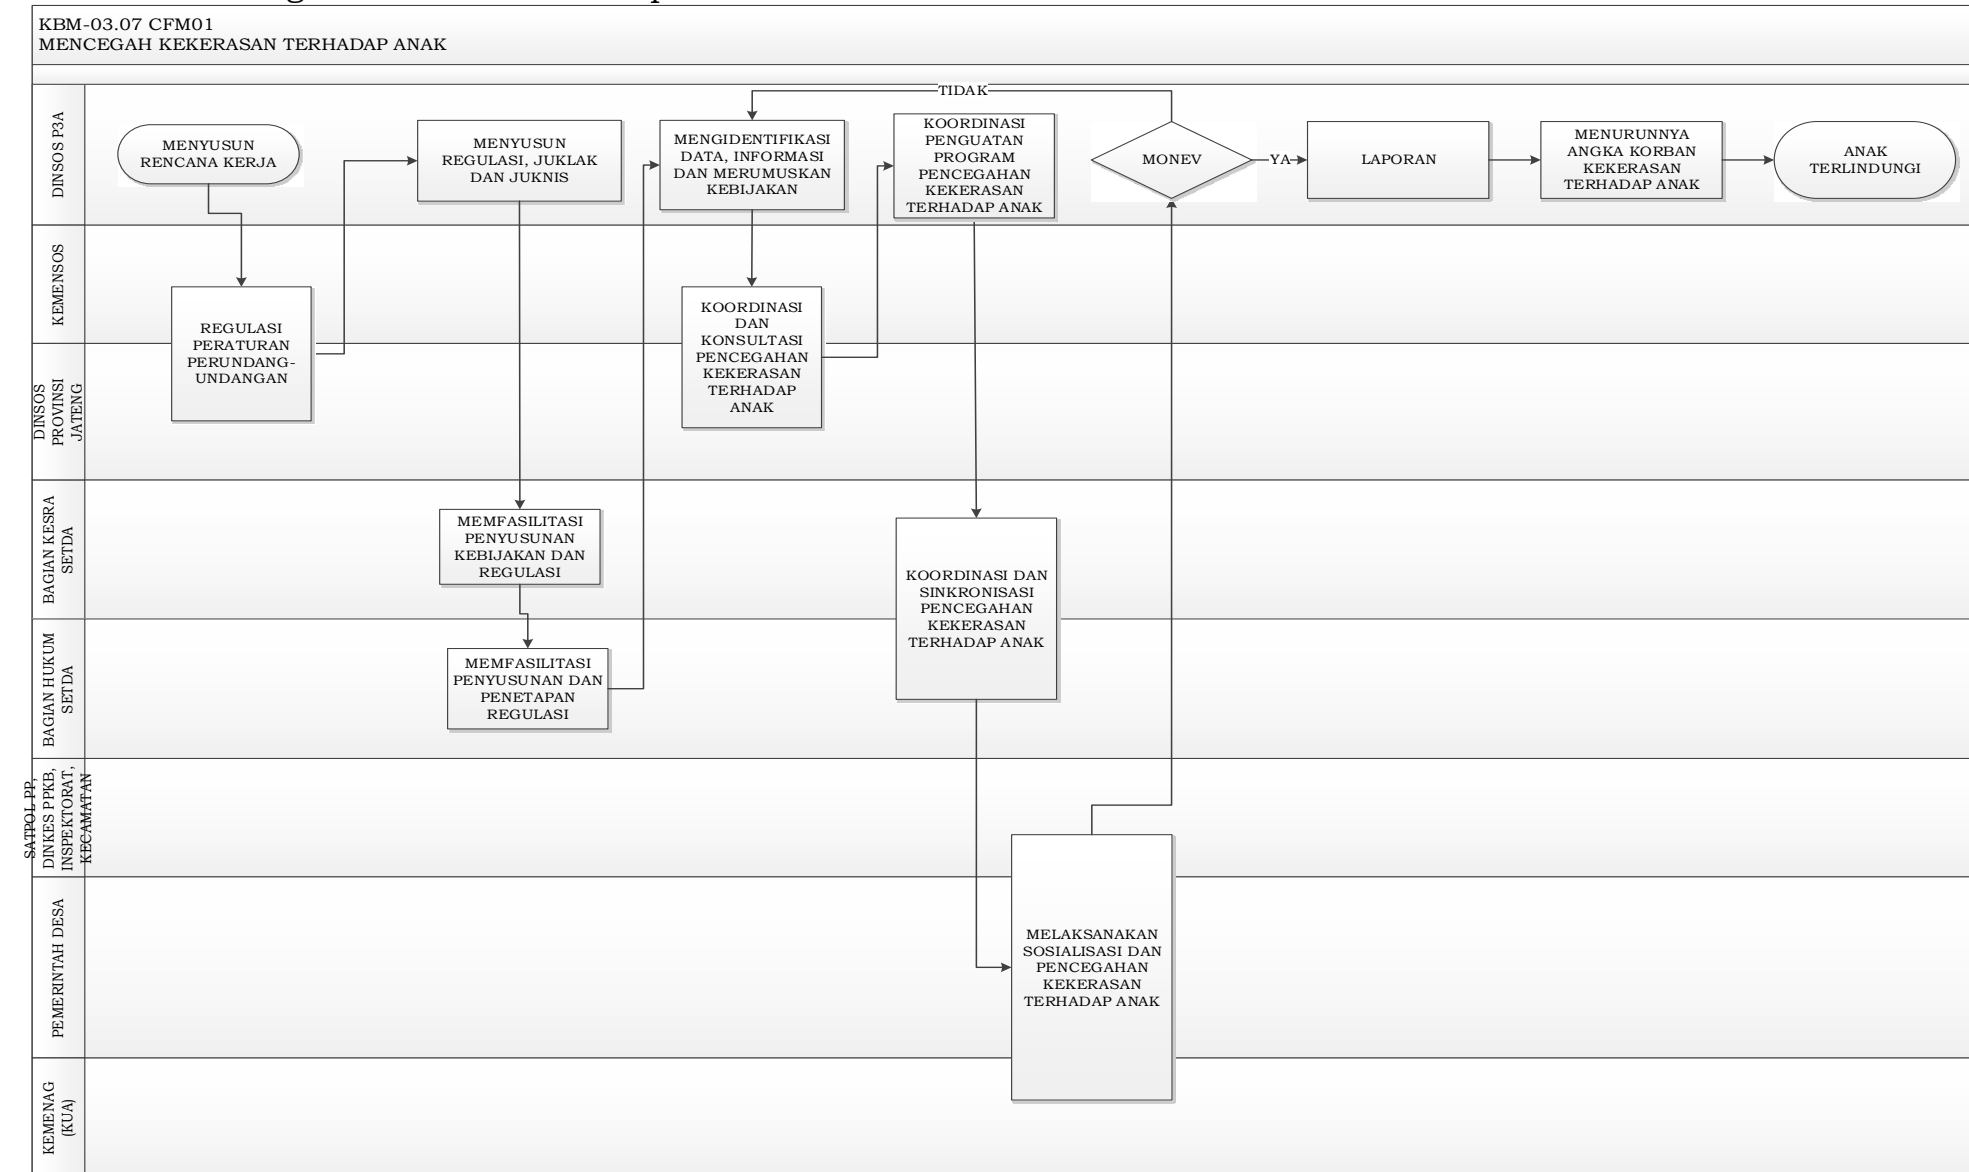 KBM-03.07 CFM01
MENCEGAH KEKERASAN TERHADAP ANAK
DINSOS P3A
MENYUSUN
RENCANA KERJA
MENYUSUN
REGULASI, JUKLAK
DAN JUKNIS
MENGIDENTIFIKASI
DATA, INFORMASI
DAN MERUMUSKAN
KEBIJAKAN
TIDAK
KOORDINASI
PENGUATAN
PROGRAM
PENCEGAHAN
KEKERASAN
TERHADAP ANAK
MONEV
YA
LAPORAN
MENURUNNYA
ANGKA KORBAN
KEKERASAN
TERHADAP ANAK
ANAK
TERLINDUNGI
KEMENSOS
REGULASI
PERATURAN
PERUNDANG-
UNDANGAN
KOORDINASI
DAN
KONSULTASI
PENCEGAHAN
KEKERASAN
TERHADAP
ANAK
DINSOS
PROVINSI
JATENG
BAGIAN KESRA
SETDA
MEMFASILITASI
PENYUSUNAN
KEBIJAKAN DAN
REGULASI
KOORDINASI DAN
SINKRONISASI
PENCEGAHAN
KEKERASAN
TERHADAP ANAK
BAGIAN HUKUM
SETDA
MEMFASILITASI
PENYUSUNAN DAN
PENETAPAN
REGULASI
SATPOL PP,
DINKES PPKB,
INSPEKTORAT,
KECAMATAN
PEMERINTAH DESA
MELAKSANAKAN
SOSIALISASI DAN
PENCEGAHAN
KEKERASAN
TERHADAP ANAK
KEMENAG
(KUA)